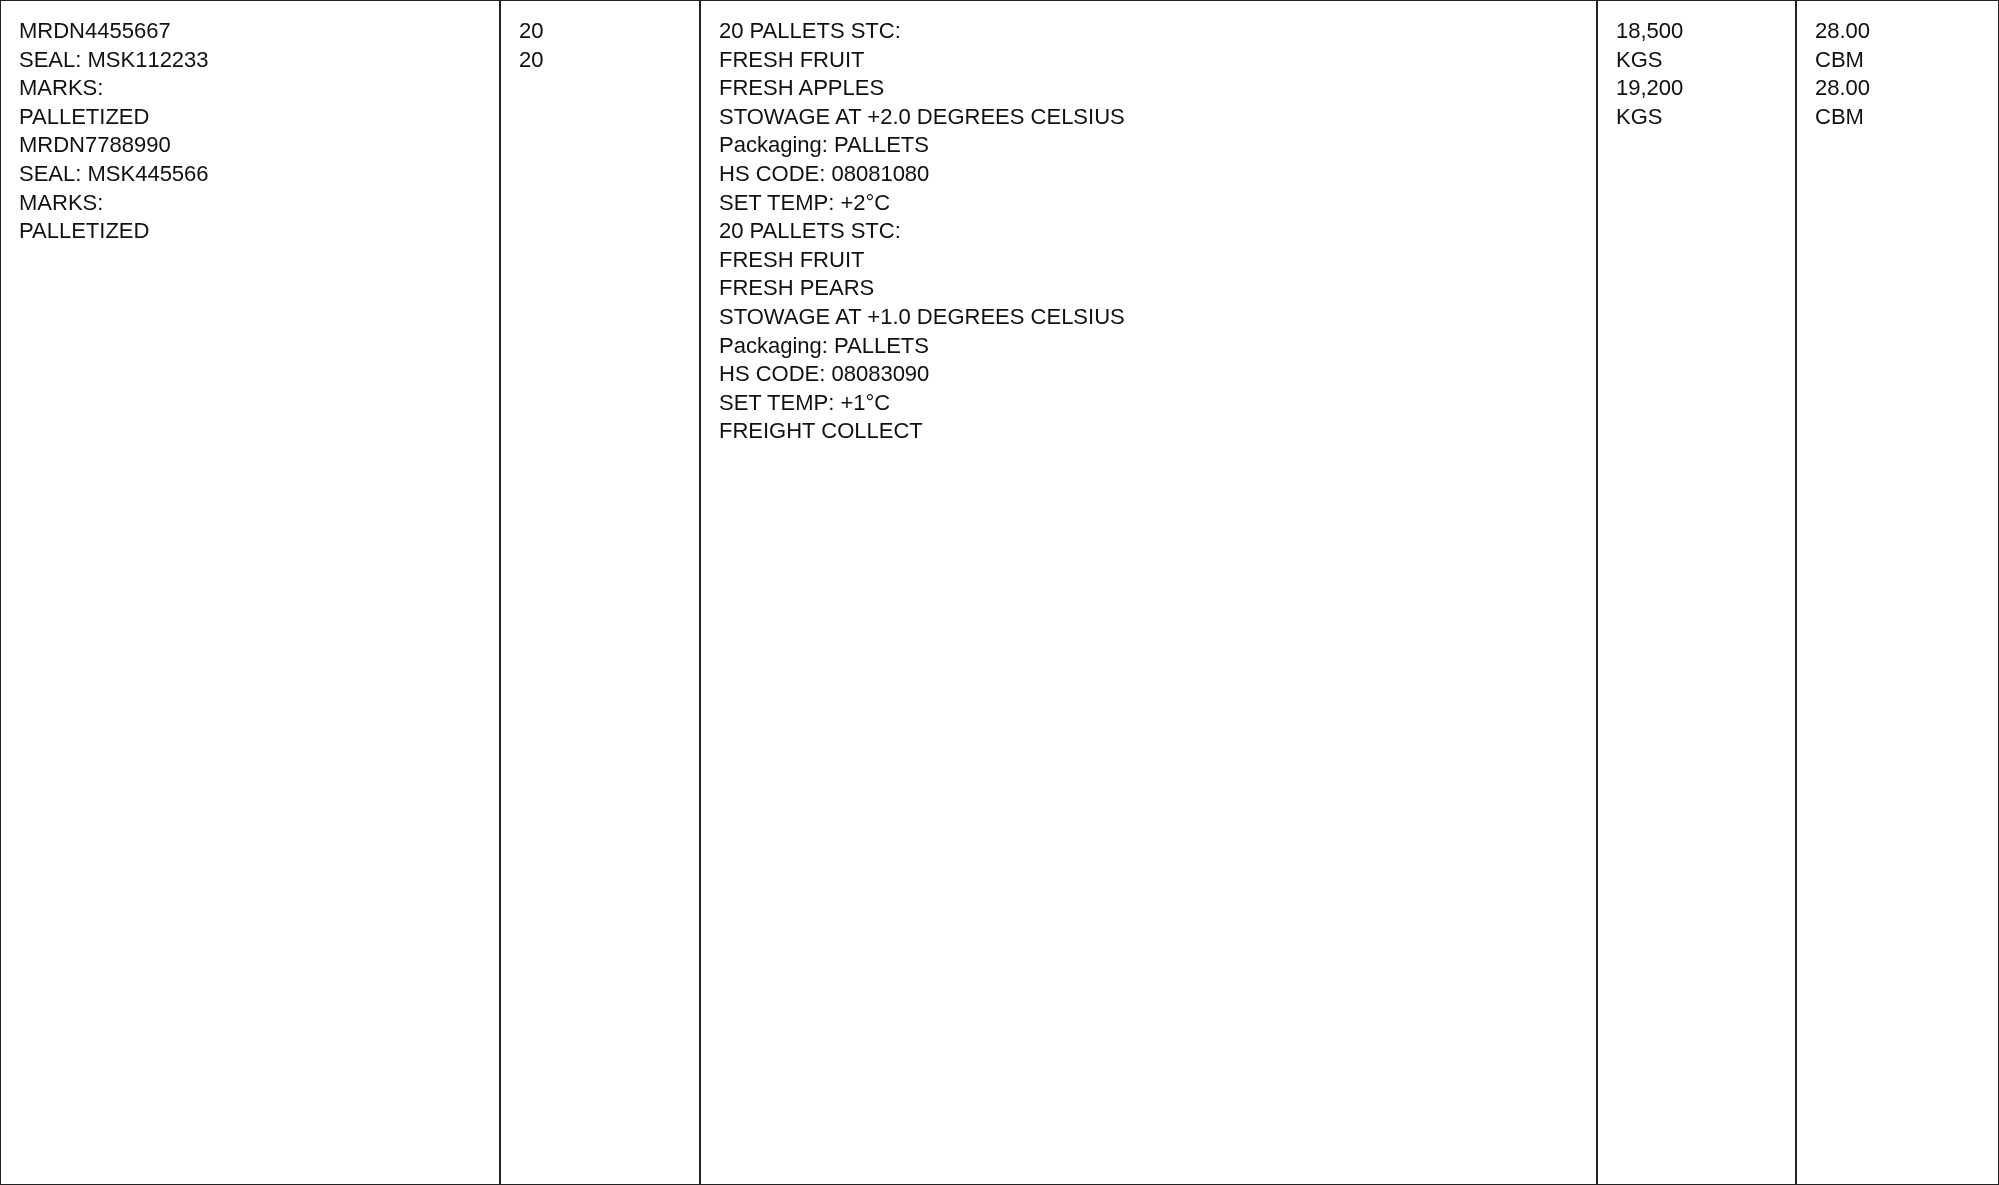 MRDN4455667
SEAL: MSK112233
MARKS:
PALLETIZED
MRDN7788990
SEAL: MSK445566
MARKS:
PALLETIZED
20
20
20 PALLETS STC:
FRESH FRUIT
FRESH APPLES
STOWAGE AT +2.0 DEGREES CELSIUS
Packaging: PALLETS
HS CODE: 08081080
SET TEMP: +2°C
20 PALLETS STC:
FRESH FRUIT
FRESH PEARS
STOWAGE AT +1.0 DEGREES CELSIUS
Packaging: PALLETS
HS CODE: 08083090
SET TEMP: +1°C
FREIGHT COLLECT
18,500
KGS
19,200
KGS
28.00
CBM
28.00
CBM